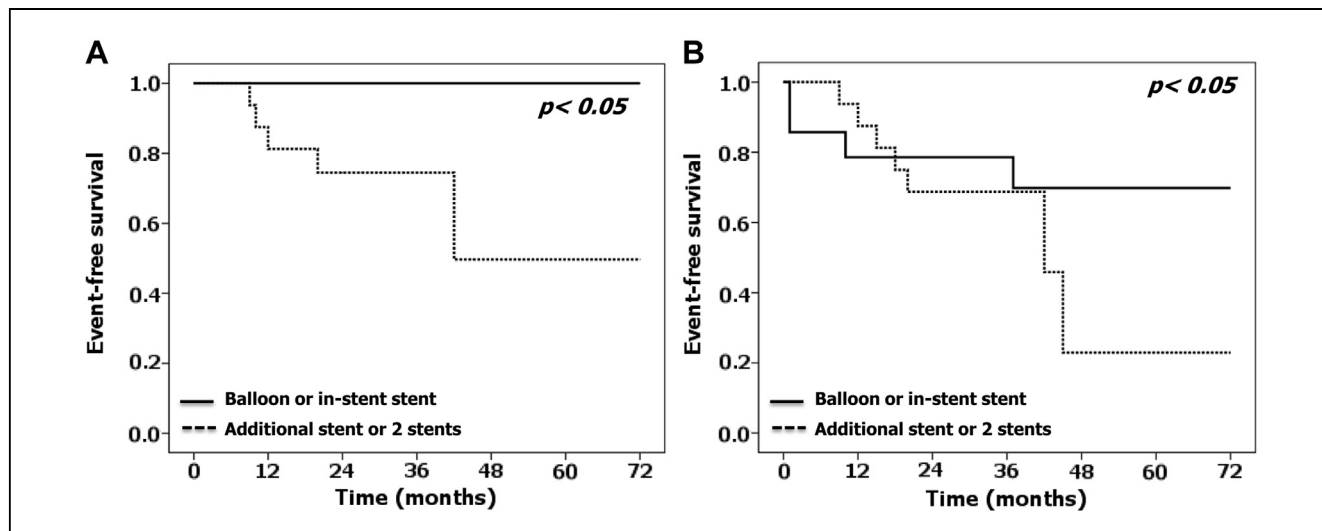 A
Event-free survival
1.0
0.8
0.6
0.4
0.2
0.0
p< 0.05
Balloon or in-stent stent
Additional stent or 2 stents
0 12 24 36 48 60 72
Time (months)
B
Event-free survival
1.0
0.8
0.6
0.4
0.2
0.0
p< 0.05
Balloon or in-stent stent
Additional stent or 2 stents
0 12 24 36 48 60 72
Time (months)